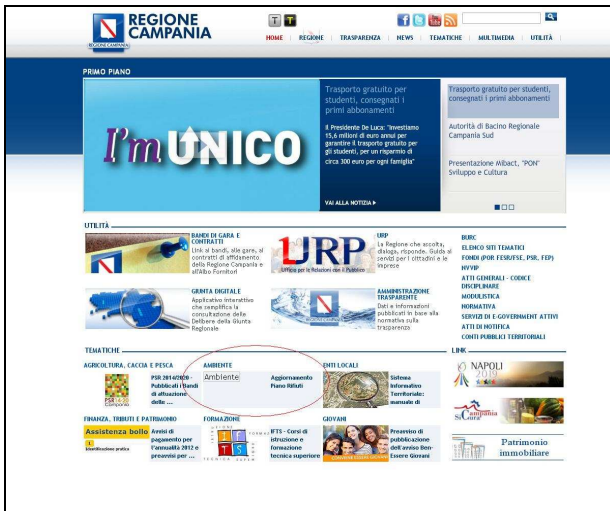 REGIONE
CAMPANIA
REGIONE CAMPANIA
T T
HOME REGIONE TRASPARENZA NEWS TEMATICHE MULTIMEDIA UTILITÀ
PRIMO PIANO
I'm UNICO
Trasporto gratuito per
studenti, consegnati i
primi abbonamenti
Il Presidente De Luca: "Investiamo
15,6 milioni di euro annui per
garantire il trasporto gratuito per
gli studenti, per un risparmio di
circa 300 euro per ogni famiglia"
VAI ALLA NOTIZIA
Trasporto gratuito per studenti,
consegnati i primi abbonamenti
Autorità di Bacino Regionale
Campania Sud
Presentazione Mibact, "PON"
Sviluppo e Cultura
UTILITÀ
BANDI DI GARA E
CONTRATTI
Link ai bandi, alle gare, ai
contratti di affidamento
della Regione Campania e
all'Albo Fornitori
URP
Ufficio per le Relazioni con il Pubblico
URP
La Regione che ascolta,
dialoga, risponde. Guida ai
servizi per i cittadini e le
imprese
GIUNTA DIGITALE
Applicativo interattivo
che semplifica la
consultazione delle
Delibere della Giunta
Regionale
AMMINISTRAZIONE
TRASPARENTE
Dati e informazioni
pubblicati in base alla
normativa sulla
trasparenza
BURC
ELENCO SITI TEMATICI
FONDI (POR FESR/FSE, PSR, FEP)
NVVIP
ATTI GENERALI - CODICE
DISCIPLINARE
MODULISTICA
NORMATIVA
SERVIZI DI E-GOVERNMENT ATTIVI
ATTI DI NOTIFICA
CONTI PUBBLICI TERRITORIALI
TEMATICHE
AGRICOLTURA, CACCIA E PESCA
PSR 2014/2020 -
Pubblicati i Bandi
di attuazione
delle ...
AMBIENTE
Ambiente
Aggiornamento
Piano Rifiuti
ENTI LOCALI
Sistema
Informativo
Territoriale:
manuale di
FINANZA, TRIBUTI E PATRIMONIO
Assistenza bollo
1
identificazione pratica
Avvisi di
pagamento per
l'annualità 2012 e
preavvisi per ...
FORMAZIONE
IFTS - Corsi di
istruzione e
formazione
tecnica superiore
GIOVANI
Preavviso di
pubblicazione
dell'avviso Ben-
Essere Giovani
LINK
NAPOLI
2019
Campania
SiCura
Patrimonio
immobiliare